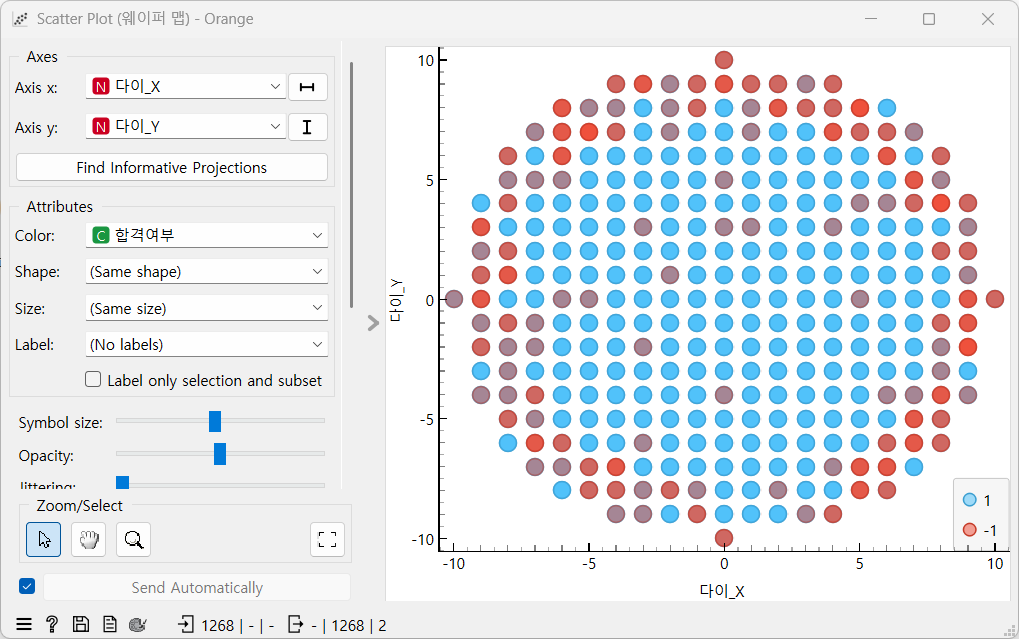 Scatter Plot (웨이퍼 맵) - Orange
Axes
Axis x: N 다이_X
Axis y: N 다이_Y
Find Informative Projections
Attributes
Color: C 합격여부
Shape: (Same shape)
Size: (Same size)
Label: (No labels)
Label only selection and subset
Symbol size:
Opacity:
Jittering:
Zoom/Select
Send Automatically
1268 | - | - - | 1268 | 2
다이_Y
10
5
0
-5
-10
-10 -5 0 5 10
다이_X
1
-1